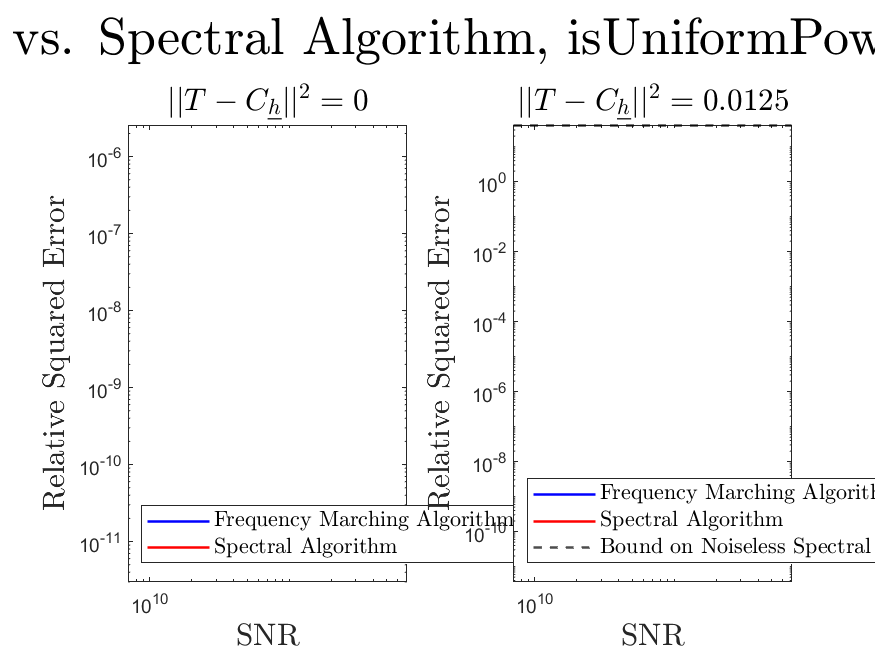 vs. Spectral Algorithm, isUniformPow
||T − C_h||^2 = 0
||T − C_h||^2 = 0.0125
Relative Squared Error
10^-6
10^-7
10^-8
10^-9
10^-10
10^-11
Frequency Marching Algorithm
Spectral Algorithm
10^10
SNR
Relative Squared Error
10^0
10^-2
10^-4
10^-6
10^-8
10^-10
Frequency Marching Algorith
Spectral Algorithm
Bound on Noiseless Spectral
10^10
SNR